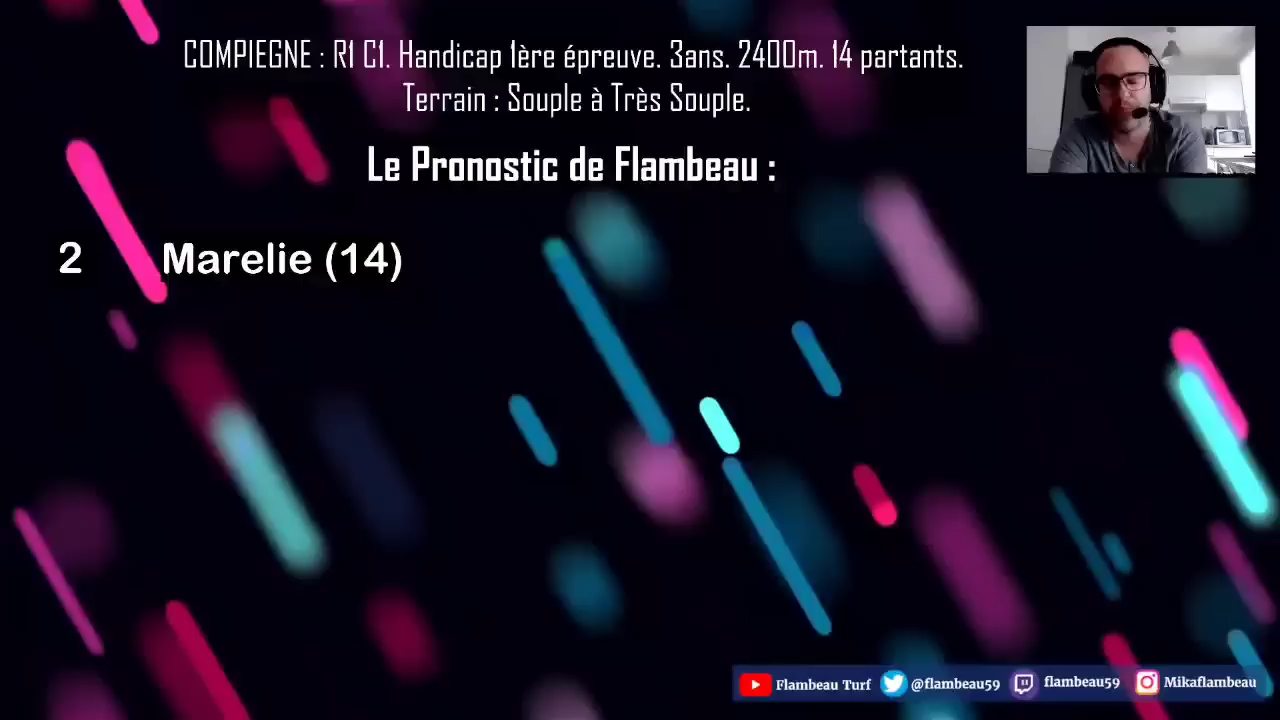 COMPIEGNE : R1 C1. Handicap 1ère épreuve. 3ans. 2400m. 14 partants.
Terrain : Souple à Très Souple.
Le Pronostic de Flambeau :
2 Marelie (14)
Flambeau Turf @flambeau59 flambeau59 Mikaflambeau